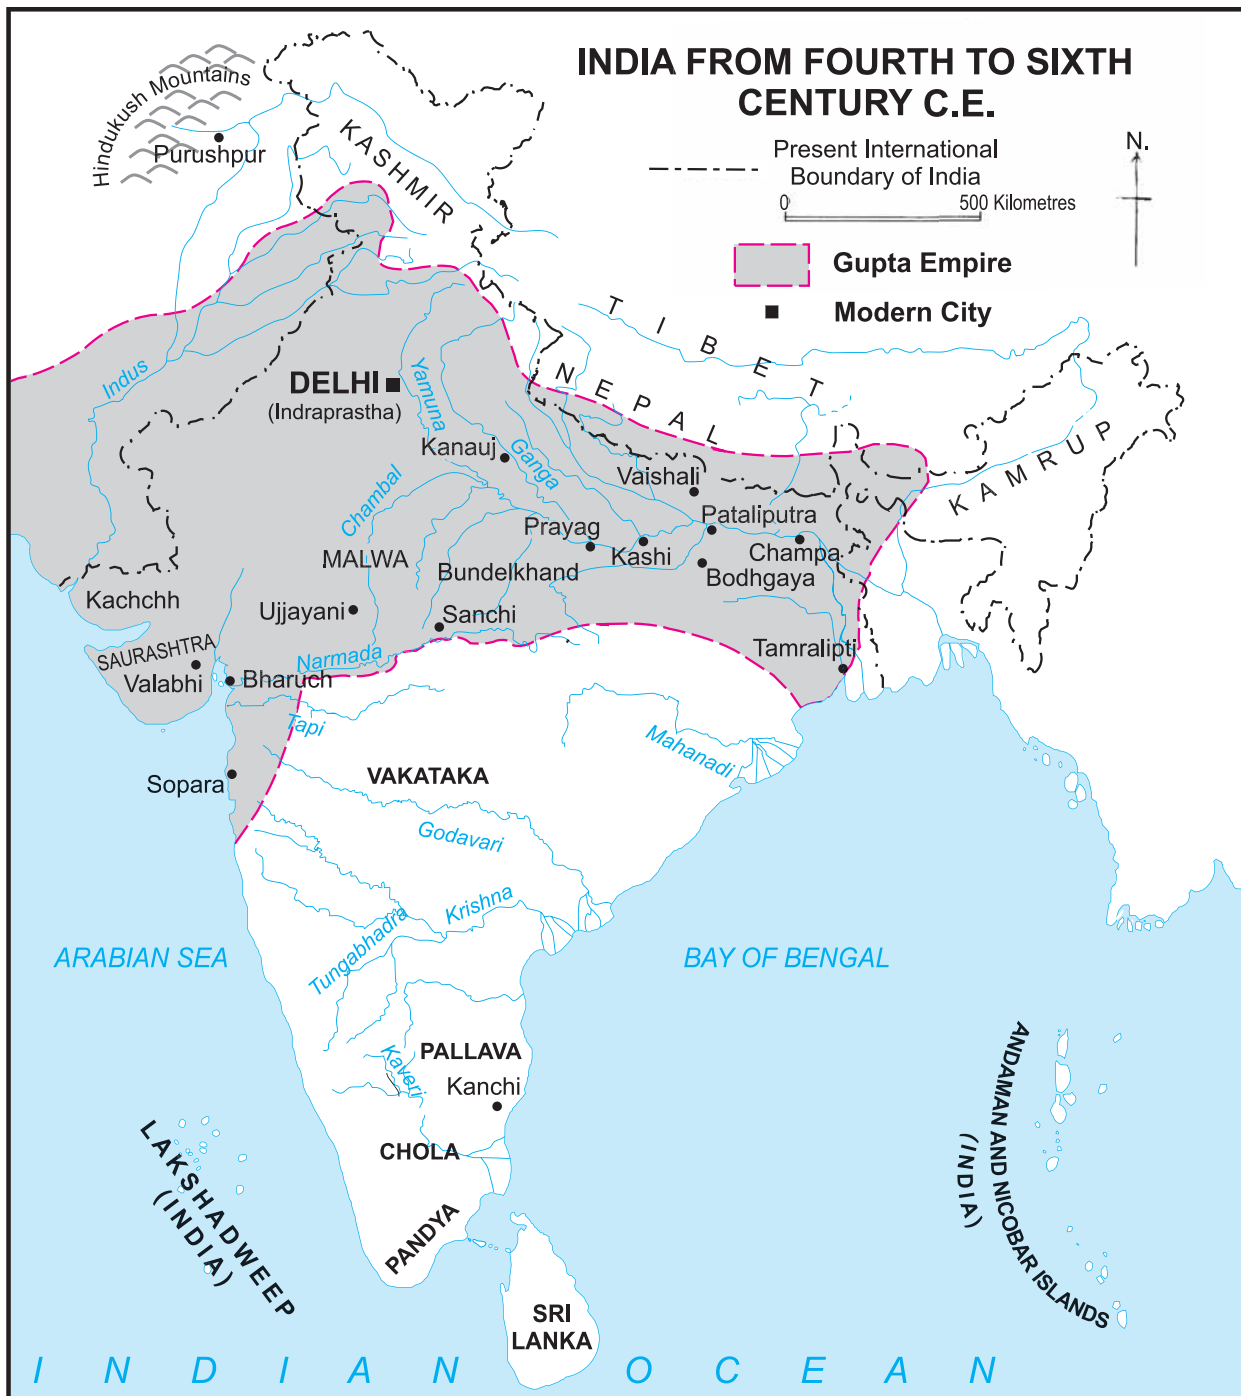 INDIA FROM FOURTH TO SIXTH
CENTURY C.E.
Present International
Boundary of India
N.
0
500 Kilometres
Gupta Empire
Modern City
Hindukush Mountains
Purushpur
KASHMIR
TIBET
NEPAL
KAMRUP
Indus
DELHI
(Indraprastha)
Yamuna
Kanauj
Ganga
Chambal
Vaishali
Pataliputra
Prayag
Kashi
Champa
Bodhgaya
MALWA
Bundelkhand
Kachchh
Ujjayani
Sanchi
SAURASHTRA
Valabhi
Bharuch
Narmada
Tamralipti
Tapi
Mahanadi
Sopara
VAKATAKA
Godavari
Krishna
Tungabhadra
ARABIAN SEA
BAY OF BENGAL
PALLAVA
Kaveri
Kanchi
CHOLA
PANDYA
LAKSHADWEEP
(INDIA)
ANDAMAN AND NICOBAR ISLANDS
(INDIA)
SRI
LANKA
INDIAN OCEAN